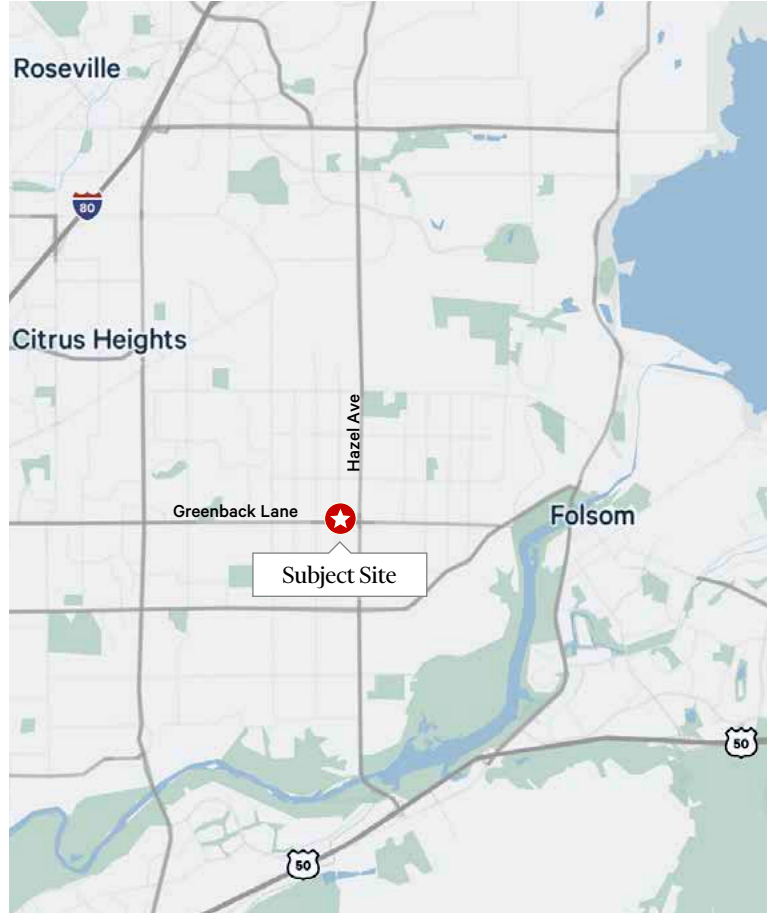 Roseville
80
Citrus Heights
Hazel Ave
Greenback Lane
Folsom
Subject Site
50
50